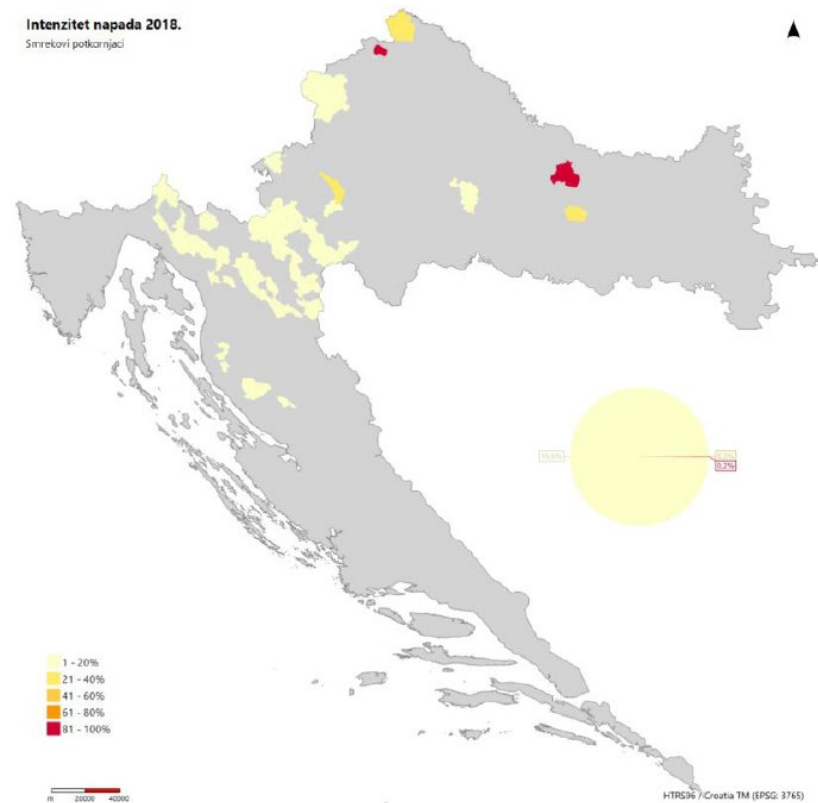 Intenzitet napada 2018.
Smrekovi potkornjaci
0,2%
1 - 20%
21 - 40%
41 - 60%
61 - 80%
81 - 100%
m 20000 40000
HTRS96 / Croatia TM (EPSG: 3765)